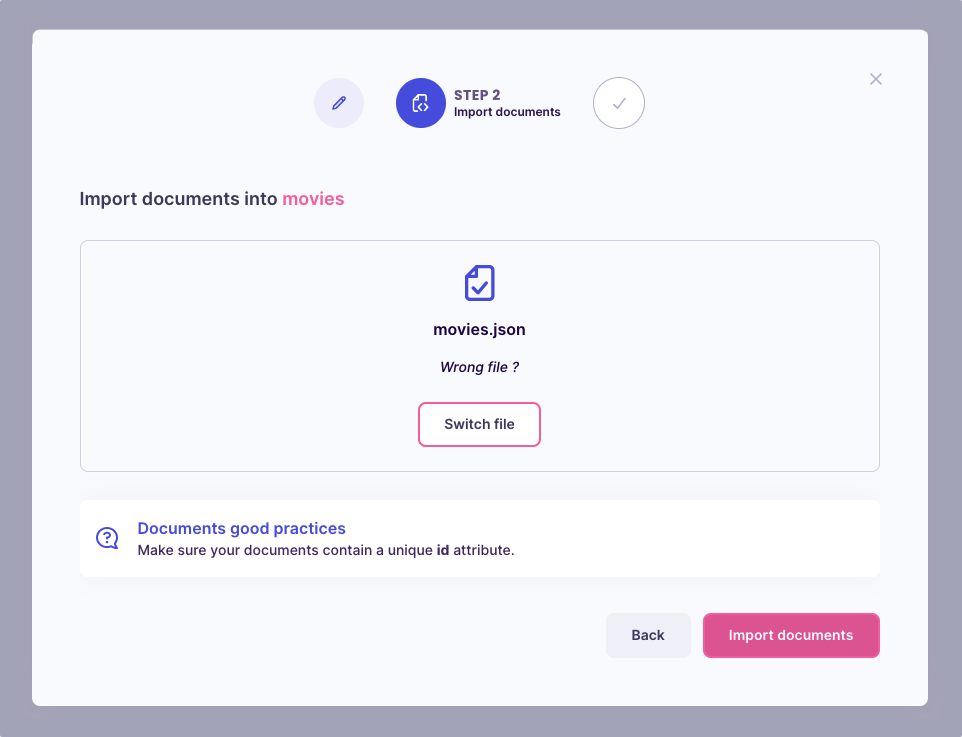 STEP 2
Import documents
Import documents into movies
movies.json
Wrong file ?
Switch file
Documents good practices
Make sure your documents contain a unique id attribute.
Back
Import documents